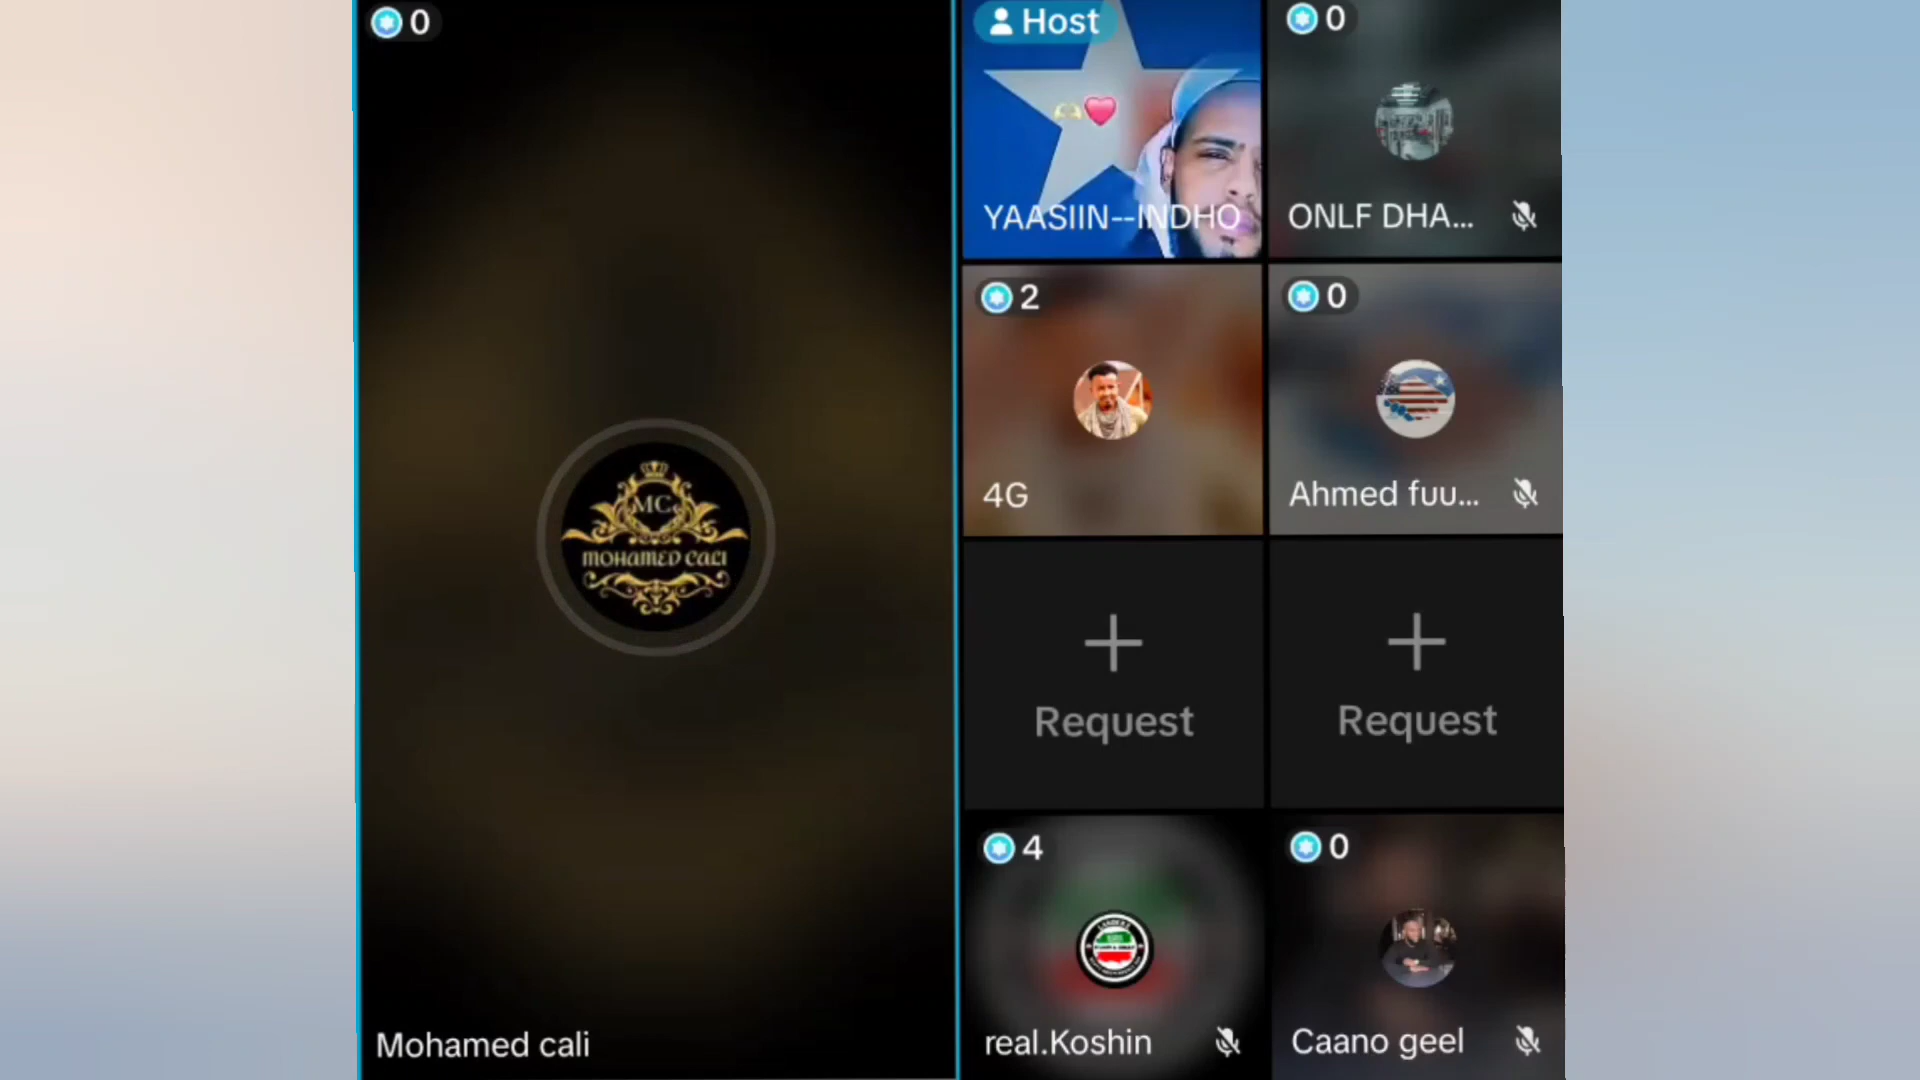 0
MC
MOHAMED CALI
Mohamed cali
Host
YAASIIN--INDHO
0
ONLF DHA...
2
4G
0
Ahmed fuu...
Request
Request
4
real.Koshin
0
Caano geel